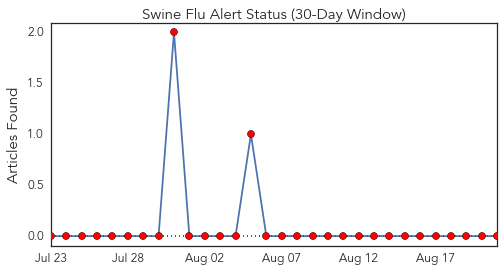 Swine Flu Alert Status (30-Day Window)
Articles Found
2.0
1.5
1.0
0.5
0.0
Jul 23 Jul 28 Aug 02 Aug 07 Aug 12 Aug 17